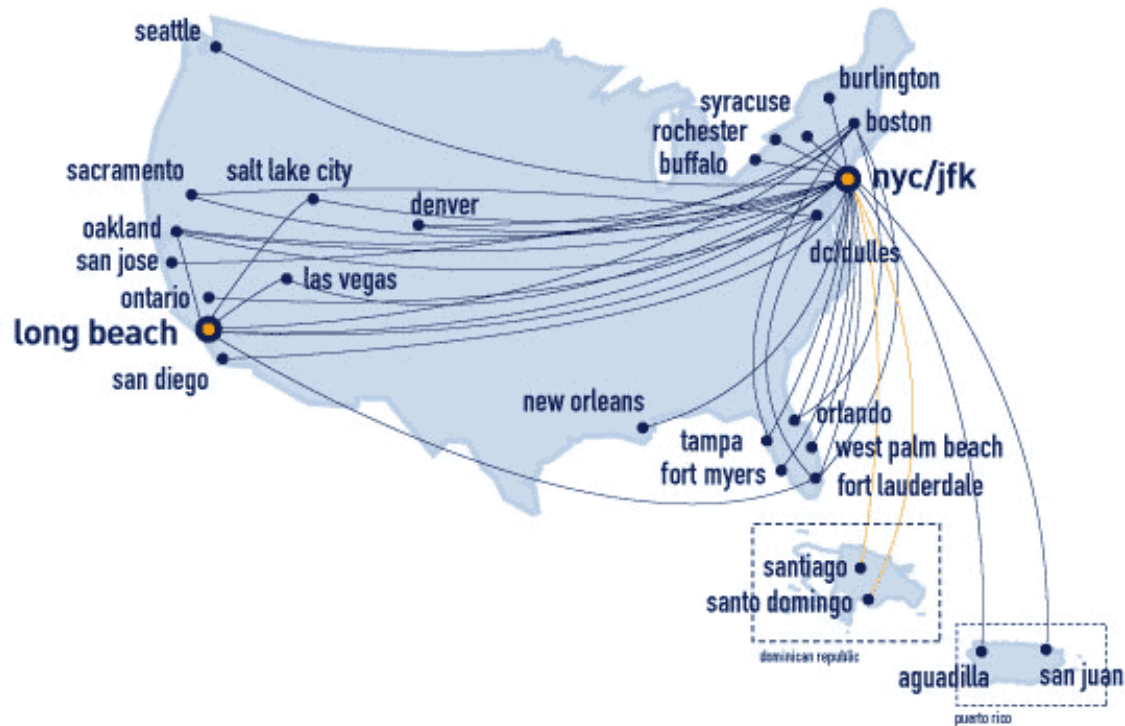 seattle
burlington
syracuse
boston
rochester
buffalo
sacramento
salt lake city
nyc/jfk
denver
oakland
dc/dulles
san jose
las vegas
ontario
long beach
san diego
new orleans
orlando
tampa
west palm beach
fort myers
fort lauderdale
santiago
santo domingo
dominican republic
aguadilla
san juan
puerto rico